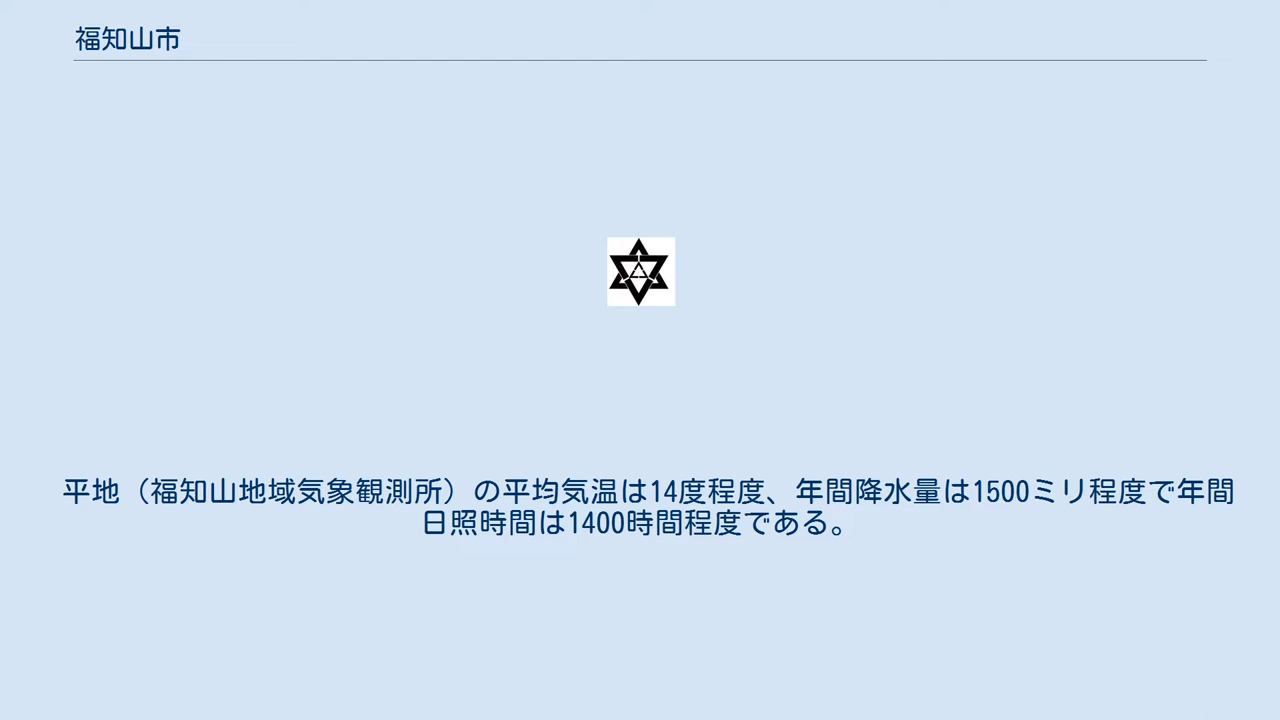 福知山市
平地（福知山地域気象観測所）の平均気温は14度程度、年間降水量は1500ミリ程度で年間
日照時間は1400時間程度である。